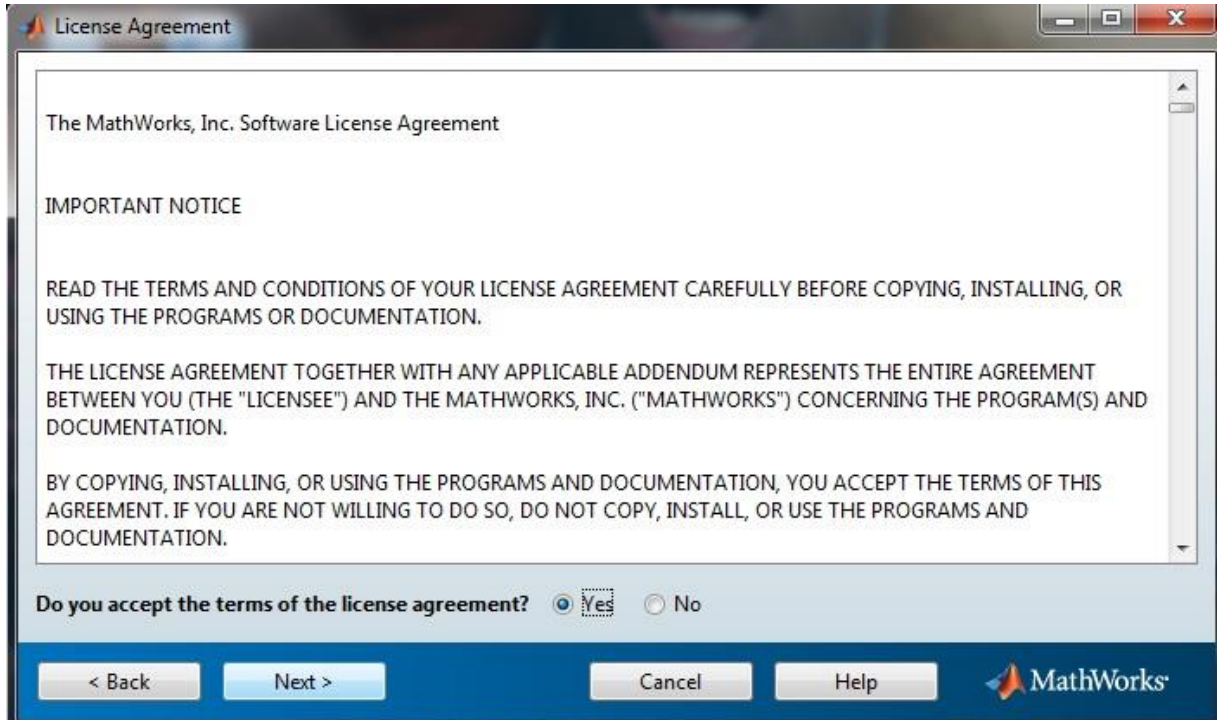 License Agreement
The MathWorks, Inc. Software License Agreement
IMPORTANT NOTICE
READ THE TERMS AND CONDITIONS OF YOUR LICENSE AGREEMENT CAREFULLY BEFORE COPYING, INSTALLING, OR
USING THE PROGRAMS OR DOCUMENTATION.
THE LICENSE AGREEMENT TOGETHER WITH ANY APPLICABLE ADDENDUM REPRESENTS THE ENTIRE AGREEMENT
BETWEEN YOU (THE "LICENSEE") AND THE MATHWORKS, INC. ("MATHWORKS") CONCERNING THE PROGRAM(S) AND
DOCUMENTATION.
BY COPYING, INSTALLING, OR USING THE PROGRAMS AND DOCUMENTATION, YOU ACCEPT THE TERMS OF THIS
AGREEMENT. IF YOU ARE NOT WILLING TO DO SO, DO NOT COPY, INSTALL, OR USE THE PROGRAMS AND
DOCUMENTATION.
Do you accept the terms of the license agreement? Yes No
< Back Next > Cancel Help MathWorks